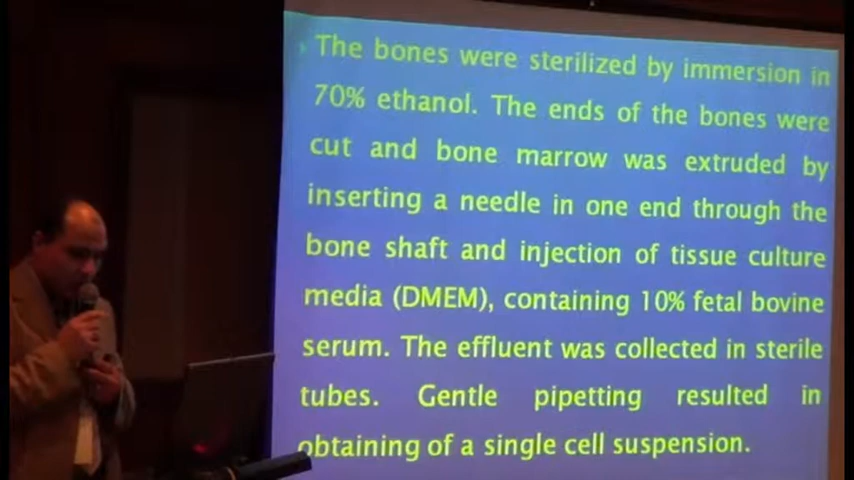 The bones were sterilized by immersion in
70% ethanol. The ends of the bones were
cut and bone marrow was extruded by
inserting a needle in one end through the
bone shaft and injection of tissue culture
media (DMEM), containing 10% fetal bovine
serum. The effluent was collected in sterile
tubes. Gentle pipetting resulted in
obtaining of a single cell suspension.